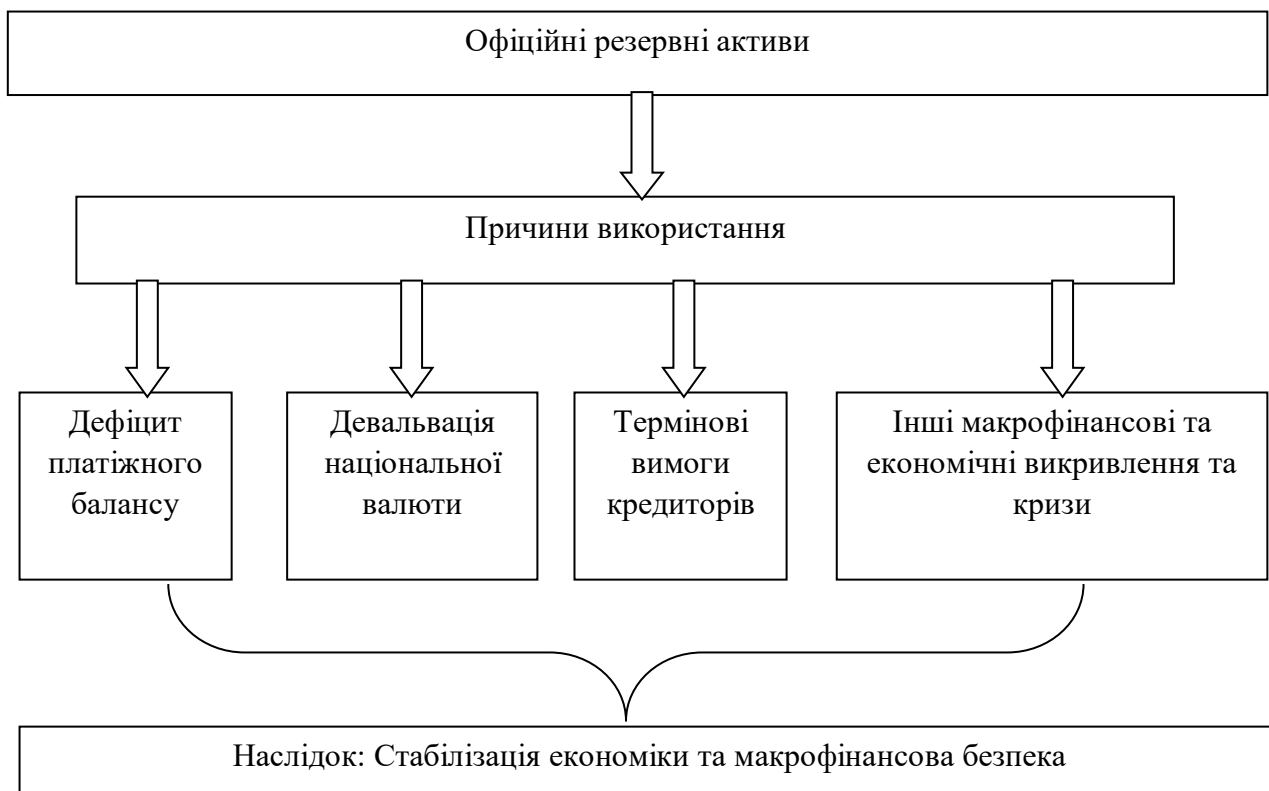 Офіційні резервні активи
Причини використання
Дефіцит
платіжного
балансу
Девальвація
національної
валюти
Термінові
вимоги
кредиторів
Інші макрофінансові та
економічні викривлення та
кризи
Наслідок: Стабілізація економіки та макрофінансова безпека